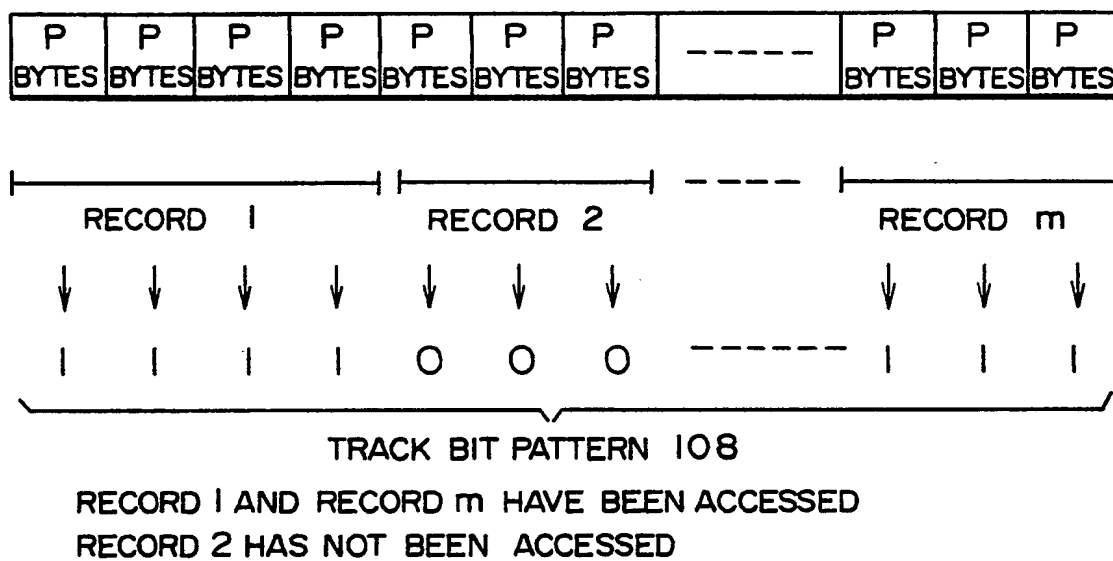 P P P P P P P ----- P P P
BYTES BYTES BYTES BYTES BYTES BYTES BYTES BYTES BYTES BYTES
RECORD 1 RECORD 2 ---- RECORD m
1 1 1 1 0 0 0 ------ 1 1 1
TRACK BIT PATTERN 108
RECORD 1 AND RECORD m HAVE BEEN ACCESSED
RECORD 2 HAS NOT BEEN ACCESSED